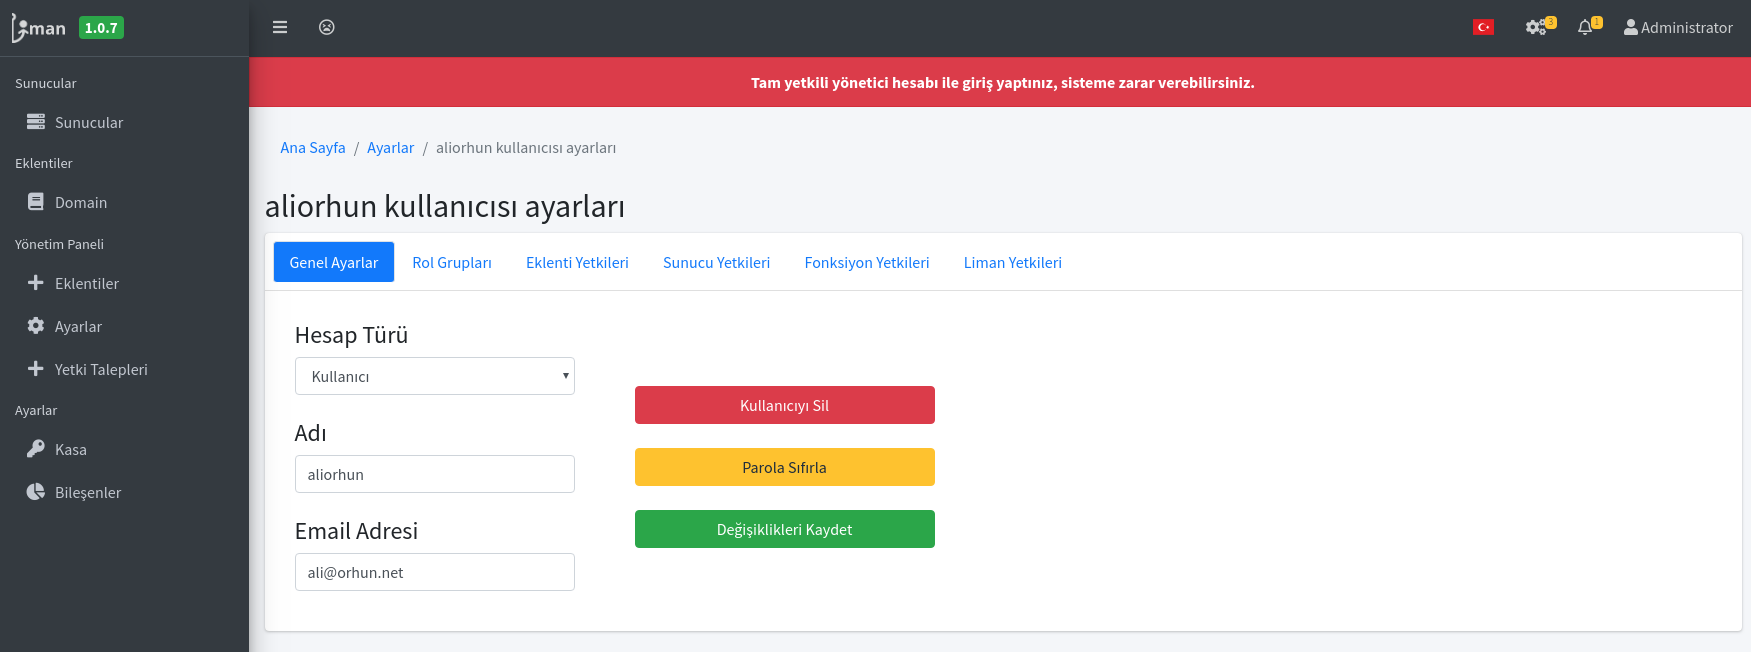 liman 1.0.7
3
1
Administrator
Tam yetkili yönetici hesabı ile giriş yaptınız, sisteme zarar verebilirsiniz.
Sunucular
Sunucular
Eklentiler
Domain
Yönetim Paneli
Eklentiler
Ayarlar
Yetki Talepleri
Ayarlar
Kasa
Bileşenler
Ana Sayfa / Ayarlar / aliorhun kullanıcısı ayarları
aliorhun kullanıcısı ayarları
Genel Ayarlar Rol Grupları Eklenti Yetkileri Sunucu Yetkileri Fonksiyon Yetkileri Liman Yetkileri
Hesap Türü
Kullanıcı
Adı
aliorhun
Email Adresi
ali@orhun.net
Kullanıcıyı Sil
Parola Sıfırla
Değişiklikleri Kaydet